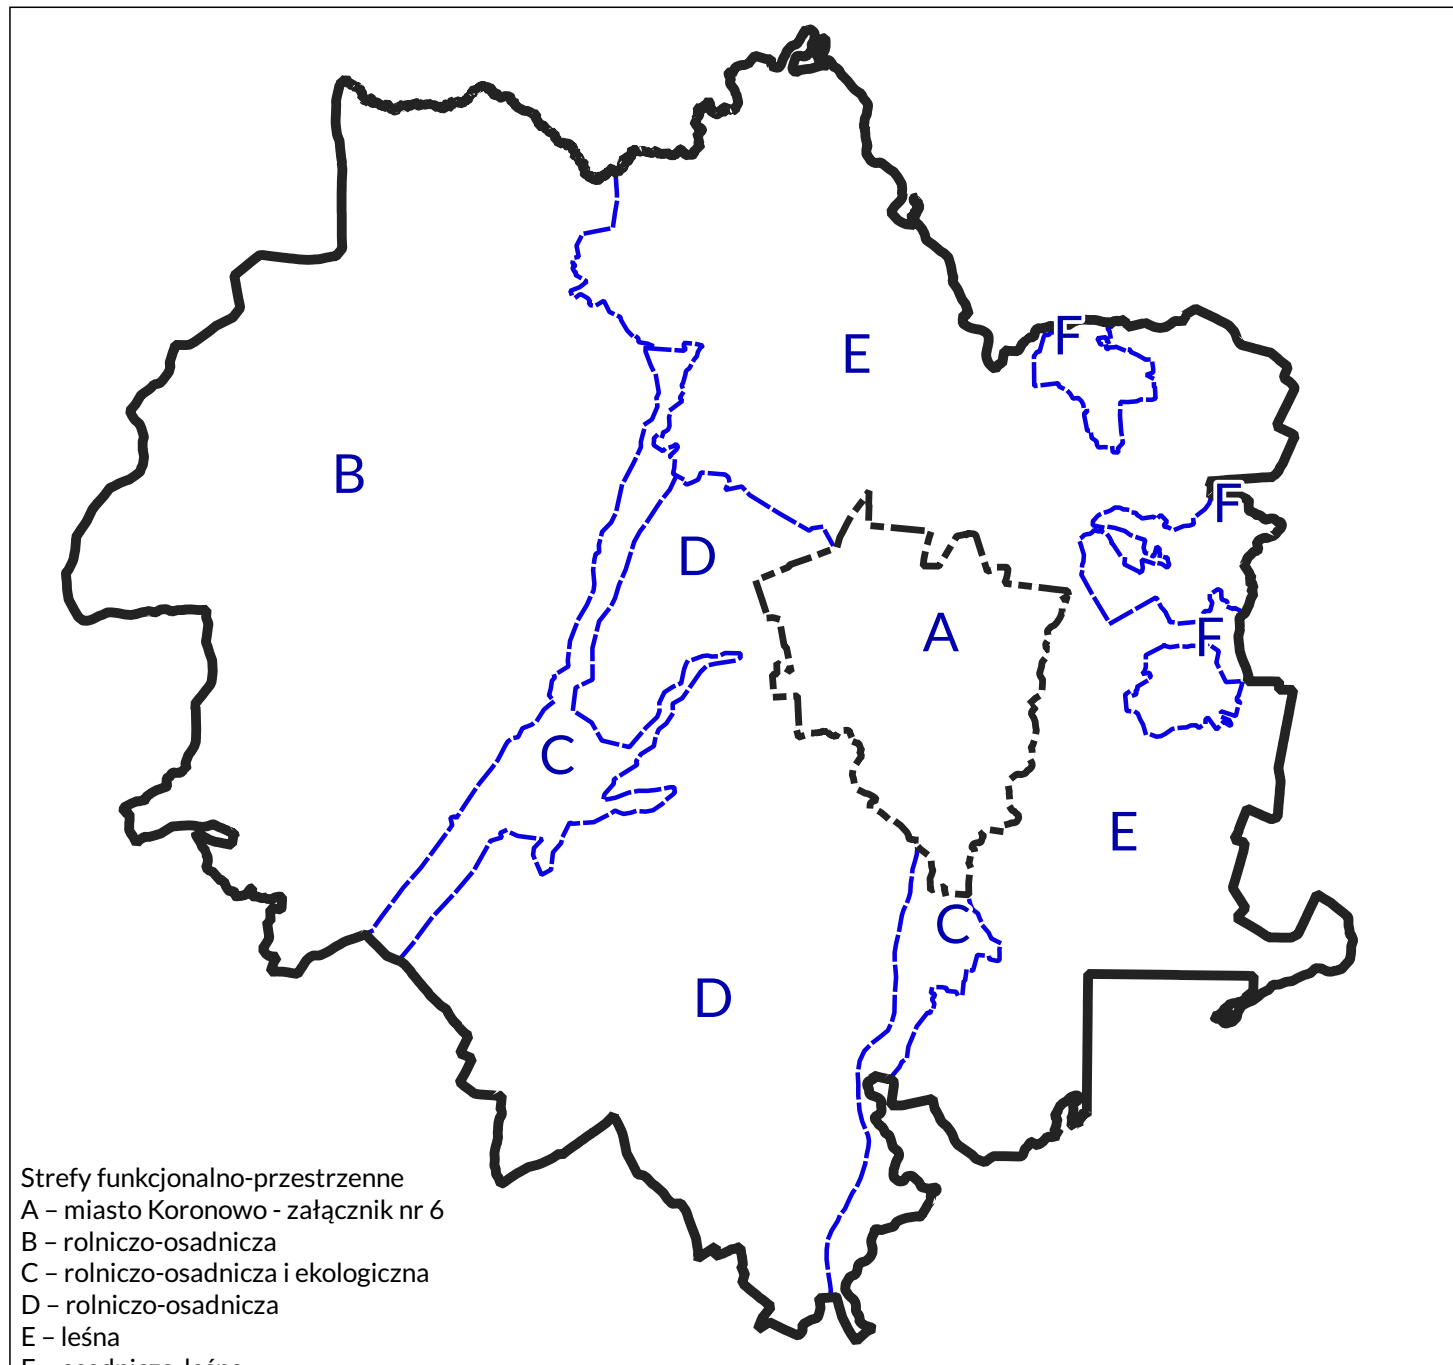 F
E
B
F
D
A
F
C
E
C
D
Strefy funkcjonalno-przestrzenne
A – miasto Koronowo - załącznik nr 6
B – rolniczo-osadnicza
C – rolniczo-osadnicza i ekologiczna
D – rolniczo-osadnicza
E – leśna